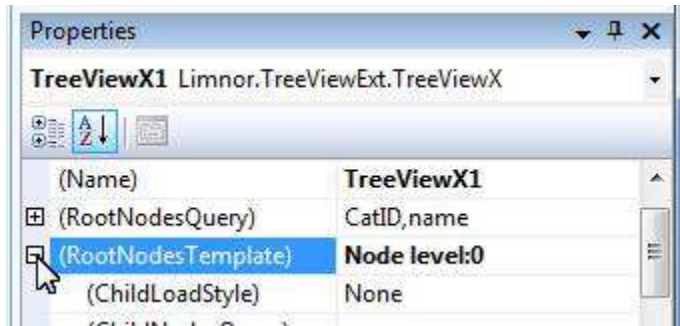 Properties
TreeViewX1 Limnor.TreeViewExt.TreeViewX
A
Z
(Name) TreeViewX1
(RootNodesQuery) CatID,name
(RootNodesTemplate) Node level:0
(ChildLoadStyle) None